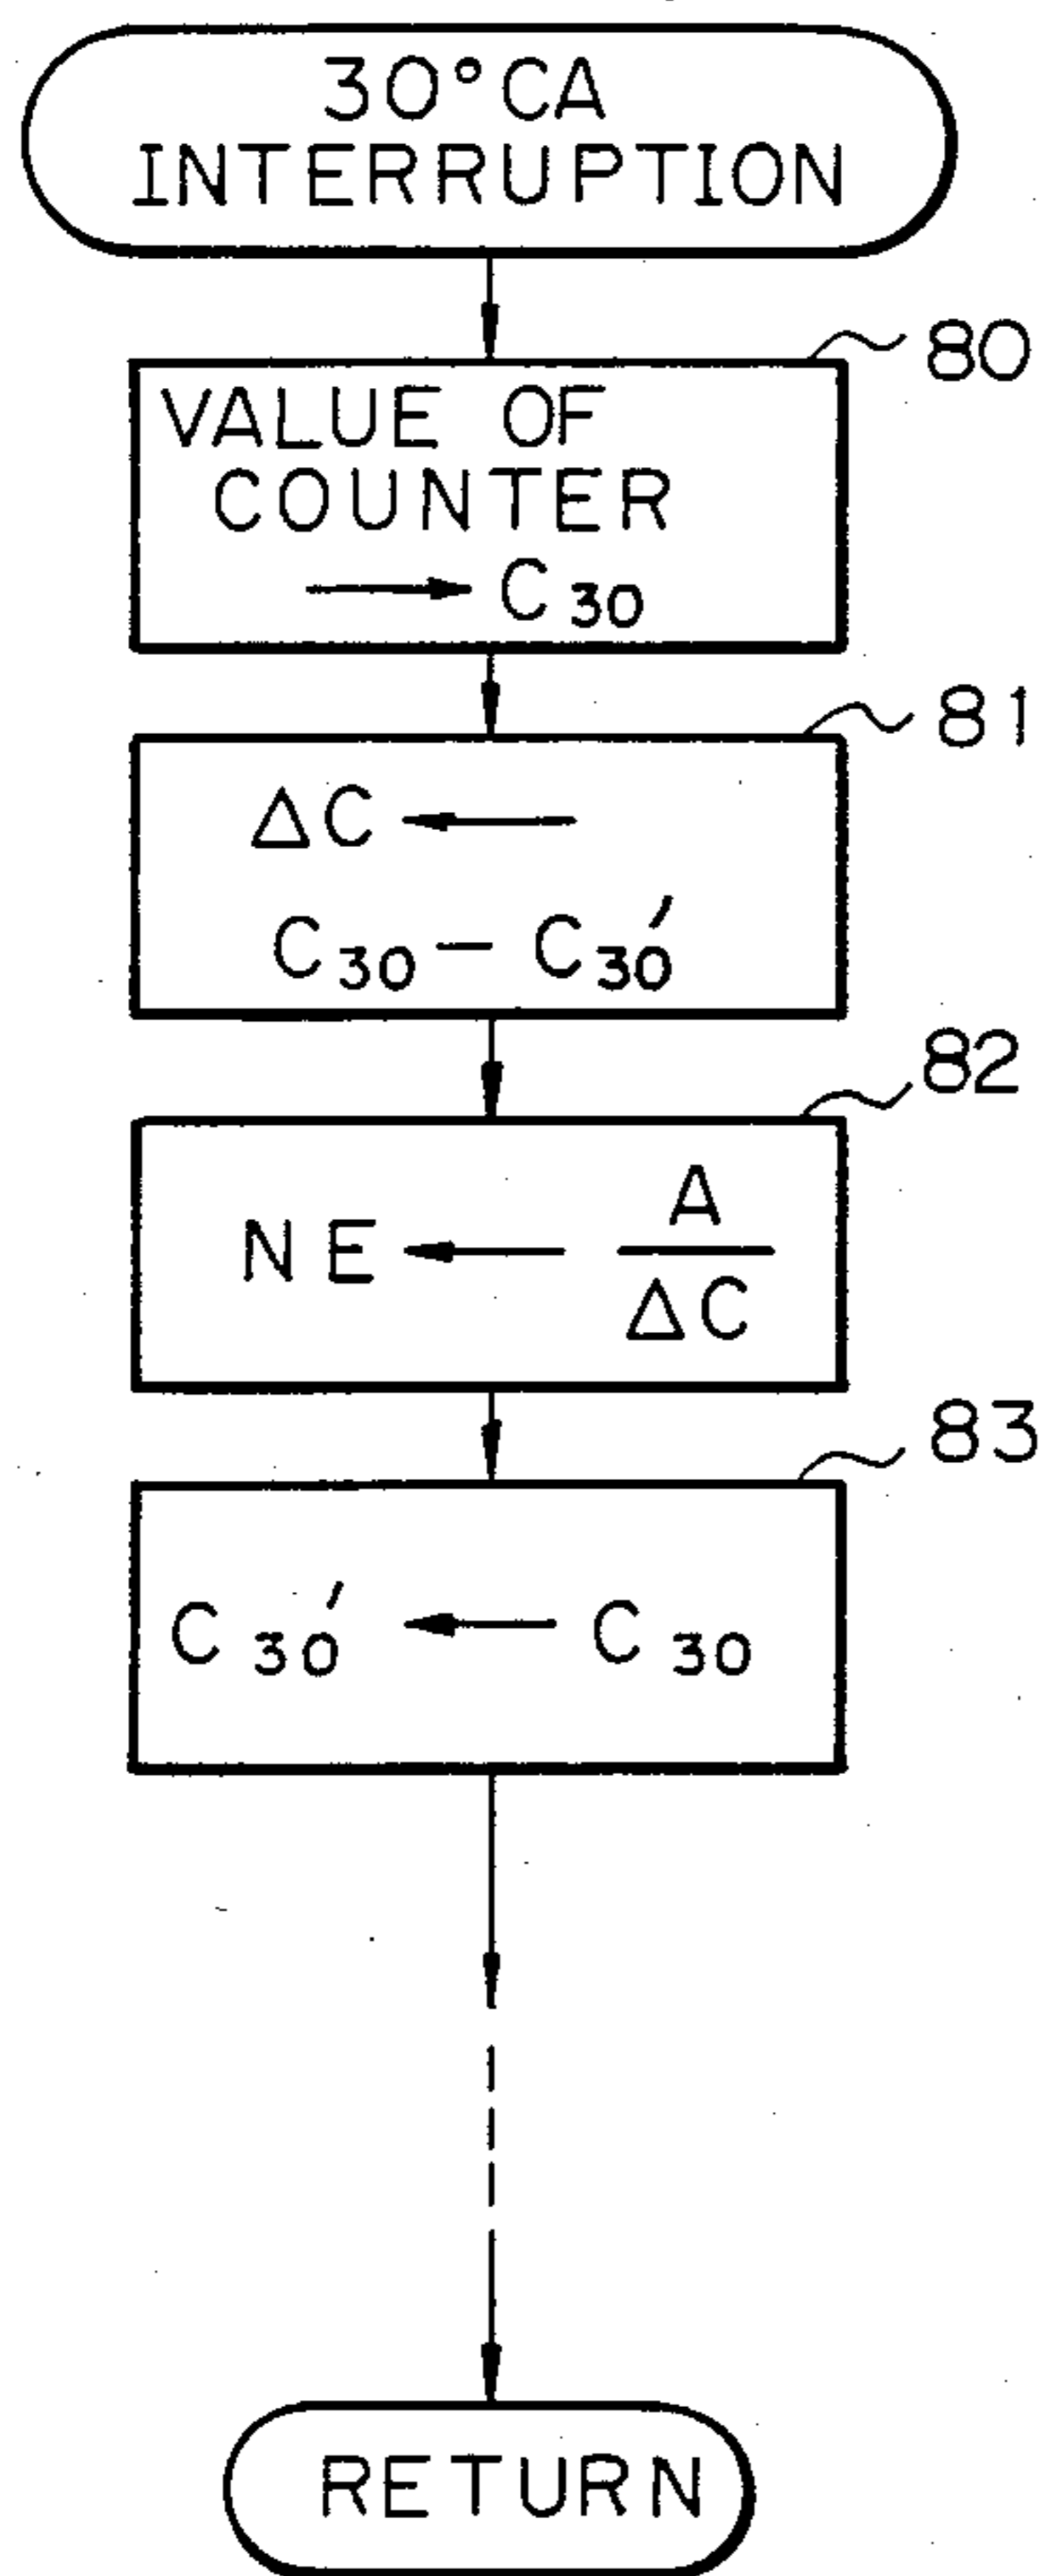 30°CA
INTERRUPTION
80
VALUE OF
COUNTER
→ C30
81
ΔC ←
C30 − C30′
82
NE ← A/ΔC
83
C30′ ← C30
RETURN